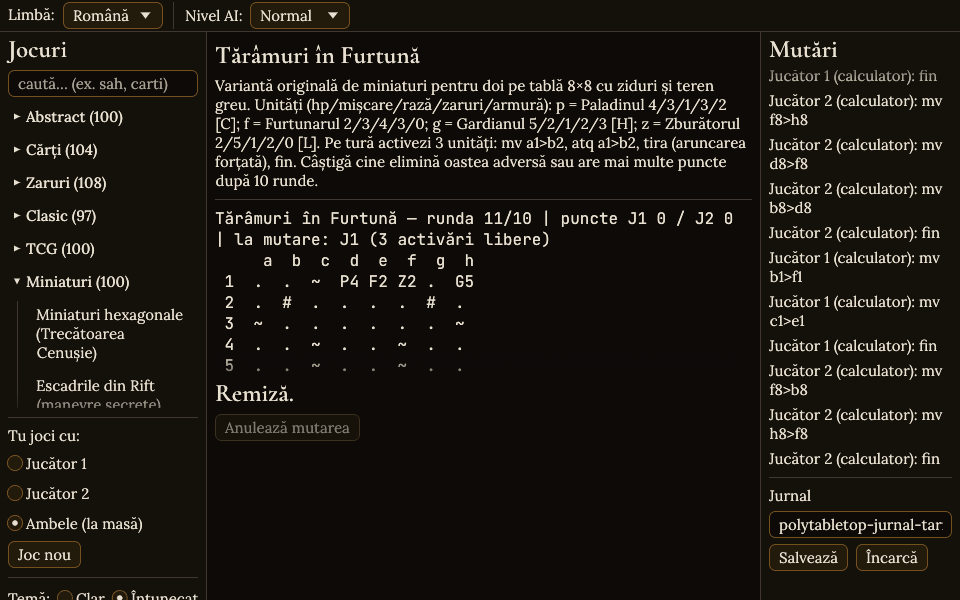 Limbă: Română ▼ Nivel AI: Normal ▼
Jocuri
caută... (ex. sah, carti)
▸ Abstract (100)
▸ Cărți (104)
▸ Zaruri (108)
▸ Clasic (97)
▸ TCG (100)
▾ Miniaturi (100)
Miniaturi hexagonale
(Trecătoarea
Cenușie)
Escadrile din Rift
(manevre secrete)
Tu joci cu:
Jucător 1
Jucător 2
Ambele (la masă)
Joc nou
Temă: Clar Întunecat
Tărâmuri în Furtună
Variantă originală de miniaturi pentru doi pe tablă 8×8 cu ziduri și teren
greu. Unități (hp/mișcare/rază/zaruri/armură): p = Paladinul 4/3/1/3/2
[C]; f = Furtunarul 2/3/4/3/0; g = Gardianul 5/2/1/2/3 [H]; z = Zburătorul
2/5/1/2/0 [L]. Pe tură activezi 3 unități: mv a1>b2, atq a1>b2, tira (aruncarea
forțată), fin. Câștigă cine elimină oastea adversă sau are mai multe puncte
după 10 runde.
Tărâmuri în Furtună — runda 11/10 | puncte J1 0 / J2 0
| la mutare: J1 (3 activări libere)
a b c d e f g h
1 . . ~ P4 F2 Z2 . G5
2 . # . . . . # .
3 ~ . . . . . . ~
4 . . ~ . . ~ . .
5 . . ~ . . ~ . .
Remiză.
Anulează mutarea
Mutări
Jucător 1 (calculator): fin
Jucător 2 (calculator): mv
f8>h8
Jucător 2 (calculator): mv
d8>f8
Jucător 2 (calculator): mv
b8>d8
Jucător 2 (calculator): fin
Jucător 1 (calculator): mv
b1>f1
Jucător 1 (calculator): mv
c1>e1
Jucător 1 (calculator): fin
Jucător 2 (calculator): mv
f8>b8
Jucător 2 (calculator): mv
h8>f8
Jucător 2 (calculator): fin
Jurnal
polytabletop-jurnal-tar
Salvează Încarcă